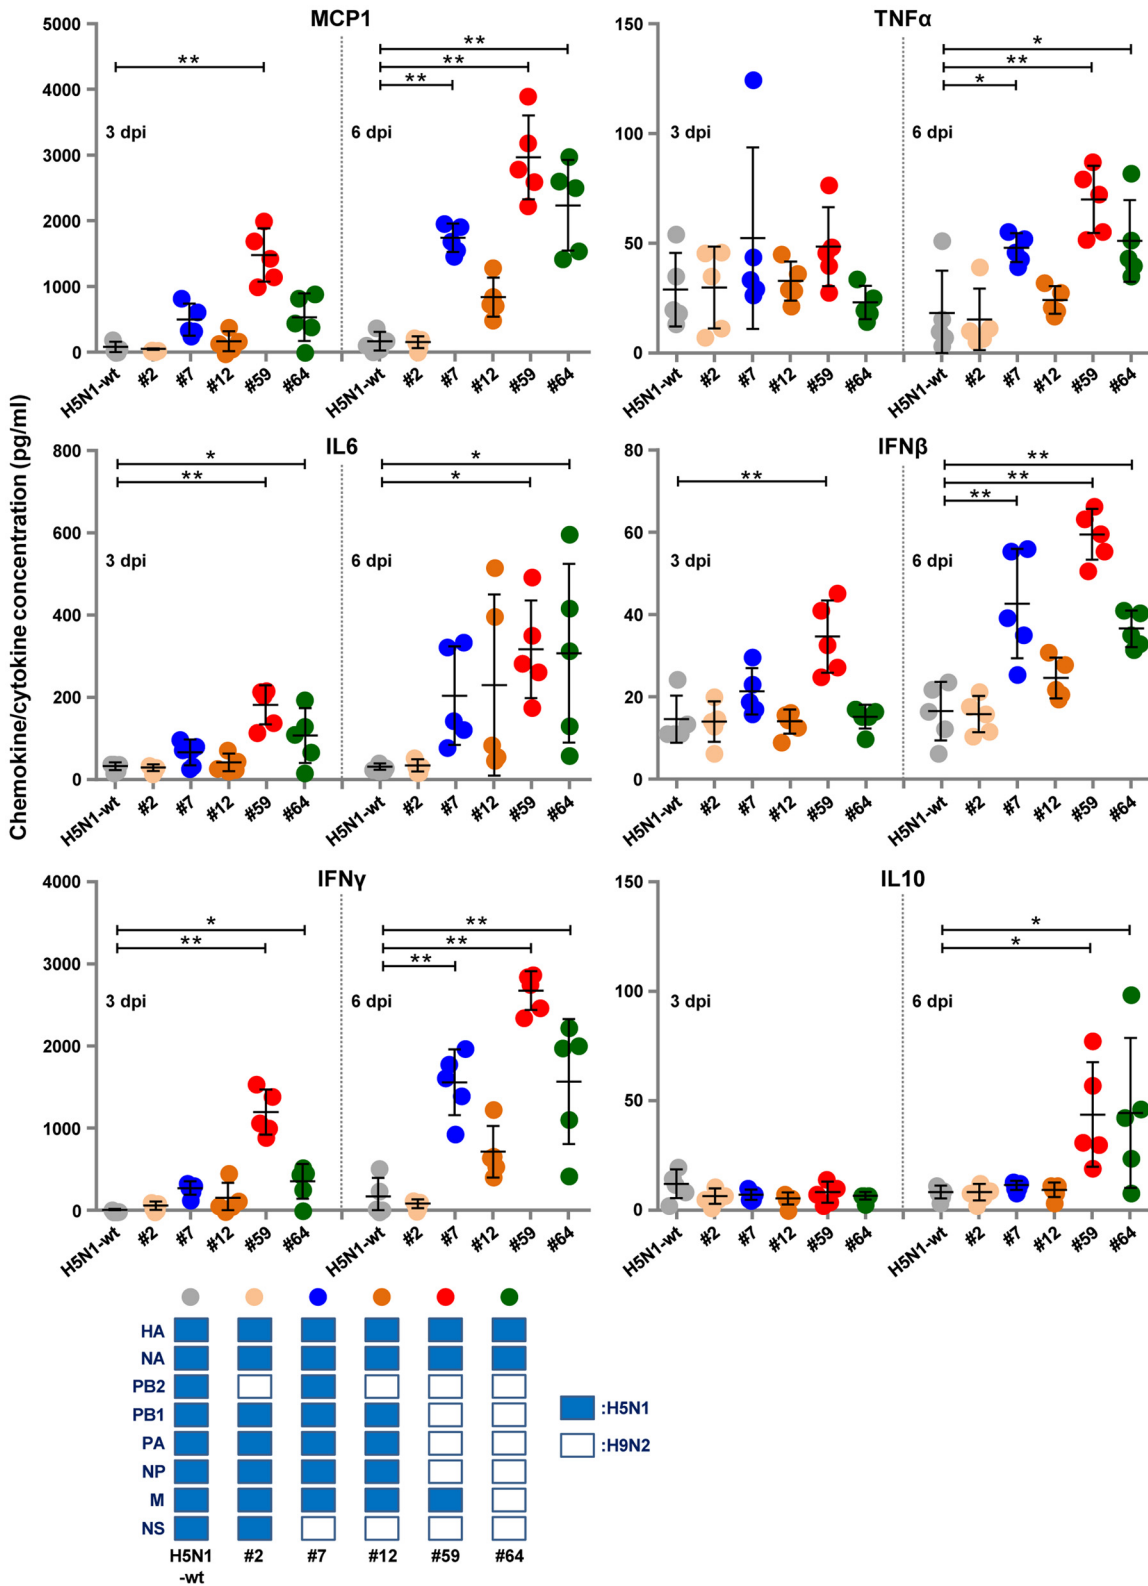 Chemokine/cytokine concentration (pg/ml)
MCP1
5000
4000
3000
2000
1000
0
3 dpi
6 dpi
**
**
**
**
H5N1-wt #2 #7 #12 #59 #64 H5N1-wt #2 #7 #12 #59 #64
TNFα
150
100
50
0
3 dpi
6 dpi
*
**
*
H5N1-wt #2 #7 #12 #59 #64 H5N1-wt #2 #7 #12 #59 #64
IL6
800
600
400
200
0
3 dpi
6 dpi
*
**
*
*
H5N1-wt #2 #7 #12 #59 #64 H5N1-wt #2 #7 #12 #59 #64
IFNβ
80
60
40
20
0
3 dpi
6 dpi
**
**
**
**
H5N1-wt #2 #7 #12 #59 #64 H5N1-wt #2 #7 #12 #59 #64
IFNγ
4000
3000
2000
1000
0
3 dpi
6 dpi
*
**
**
**
**
H5N1-wt #2 #7 #12 #59 #64 H5N1-wt #2 #7 #12 #59 #64
IL10
150
100
50
0
3 dpi
6 dpi
*
*
H5N1-wt #2 #7 #12 #59 #64 H5N1-wt #2 #7 #12 #59 #64
HA
NA
PB2
PB1
PA
NP
M
NS
H5N1 #2 #7 #12 #59 #64
-wt
:H5N1
:H9N2